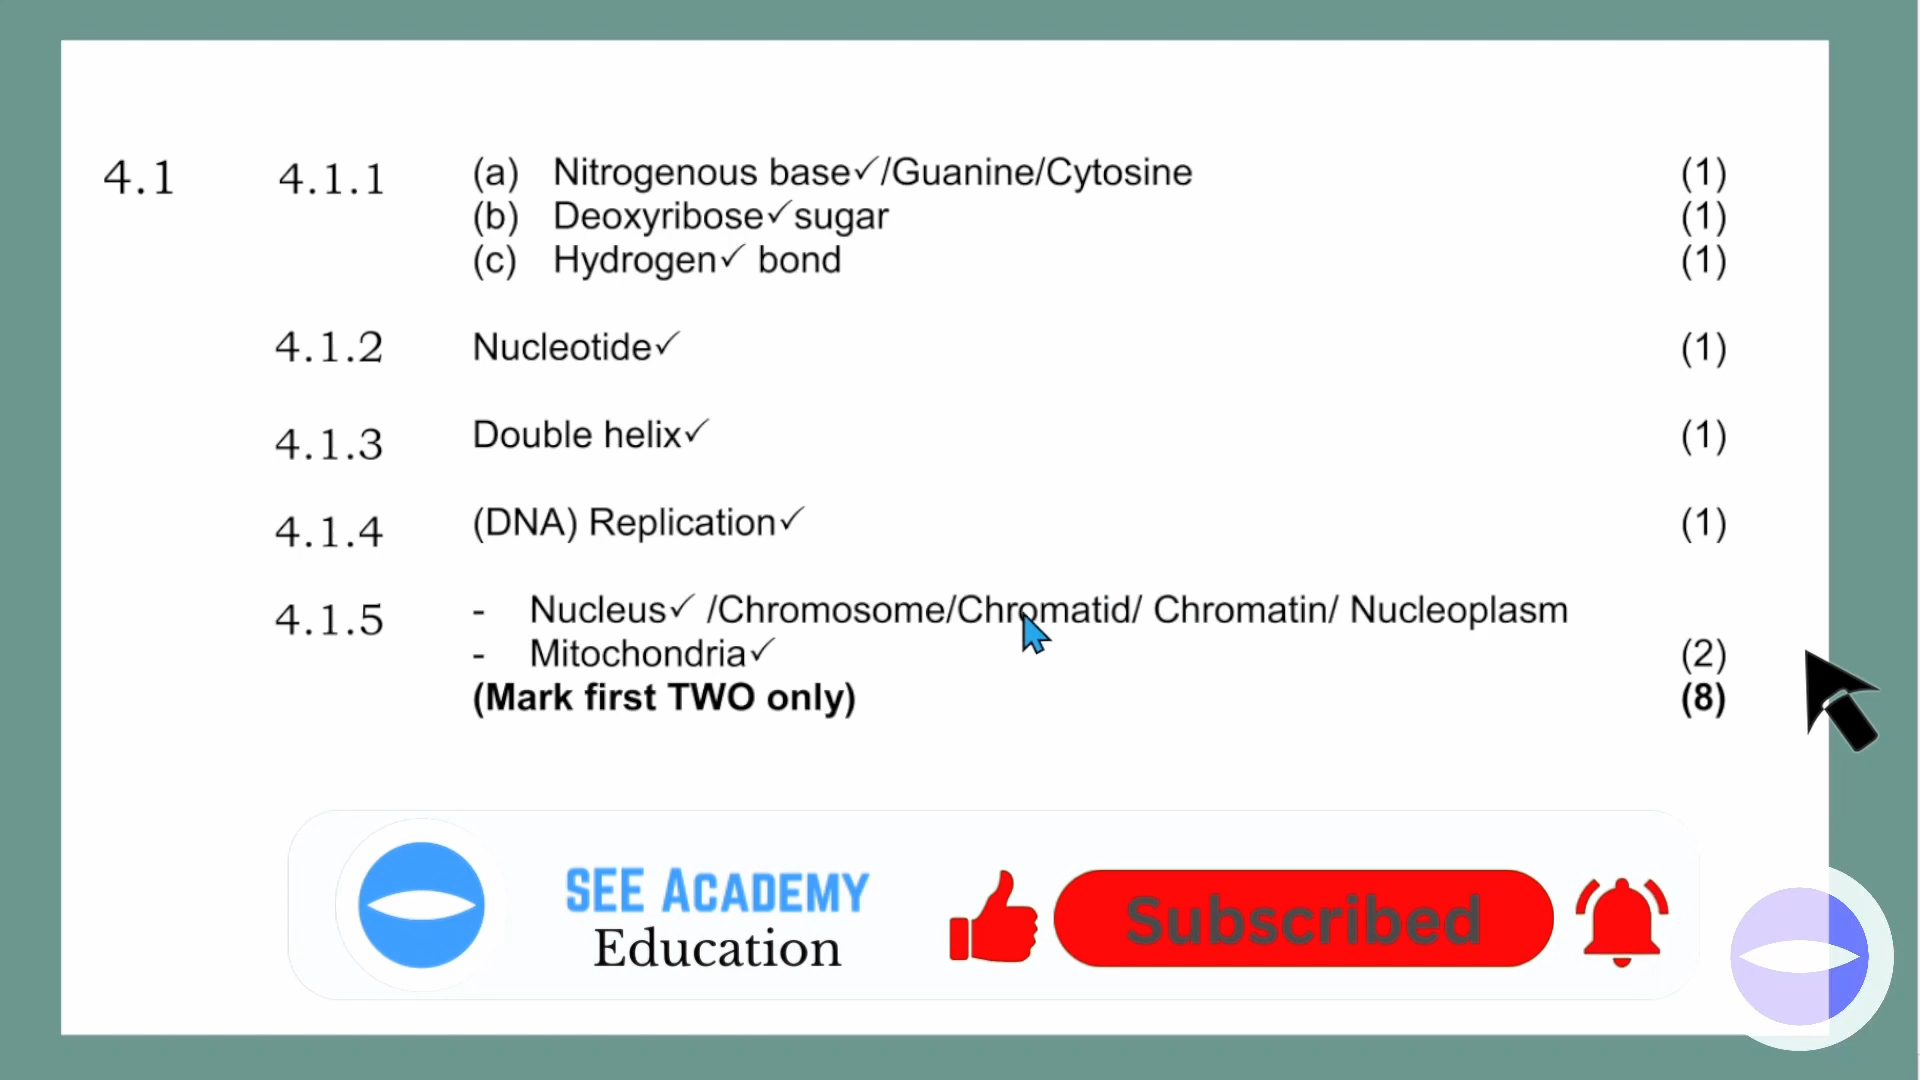 4.1 4.1.1 (a) Nitrogenous base✓/Guanine/Cytosine (1)
(b) Deoxyribose✓sugar (1)
(c) Hydrogen✓ bond (1)
4.1.2 Nucleotide✓ (1)
4.1.3 Double helix✓ (1)
4.1.4 (DNA) Replication✓ (1)
4.1.5 - Nucleus✓ /Chromosome/Chromatid/ Chromatin/ Nucleoplasm
- Mitochondria✓ (2)
(Mark first TWO only) (8)
SEE ACADEMY
Education
Subscribed